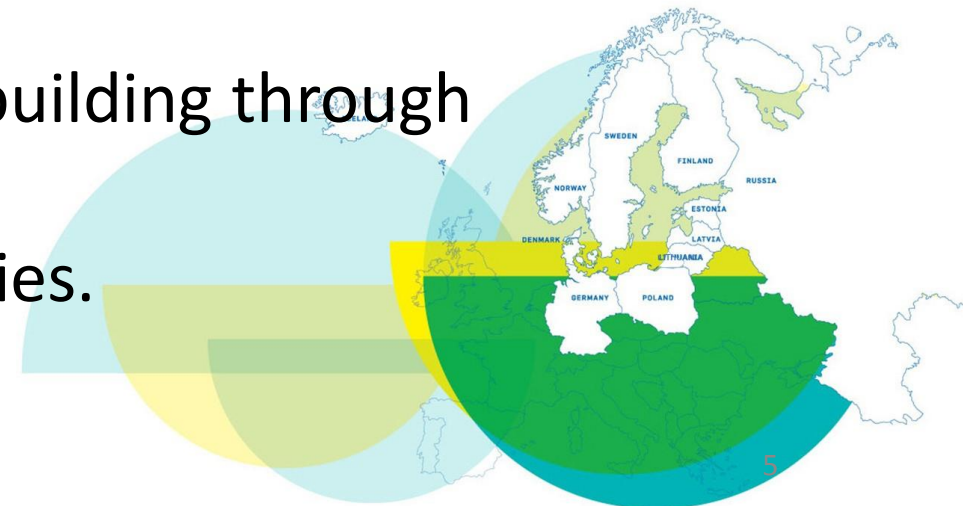 building through
ies.
SWEDEN
FINLAND
NORWAY
RUSSIA
ESTONIA
DENMARK
LATVIA
LITHUANIA
GERMANY
POLAND
5